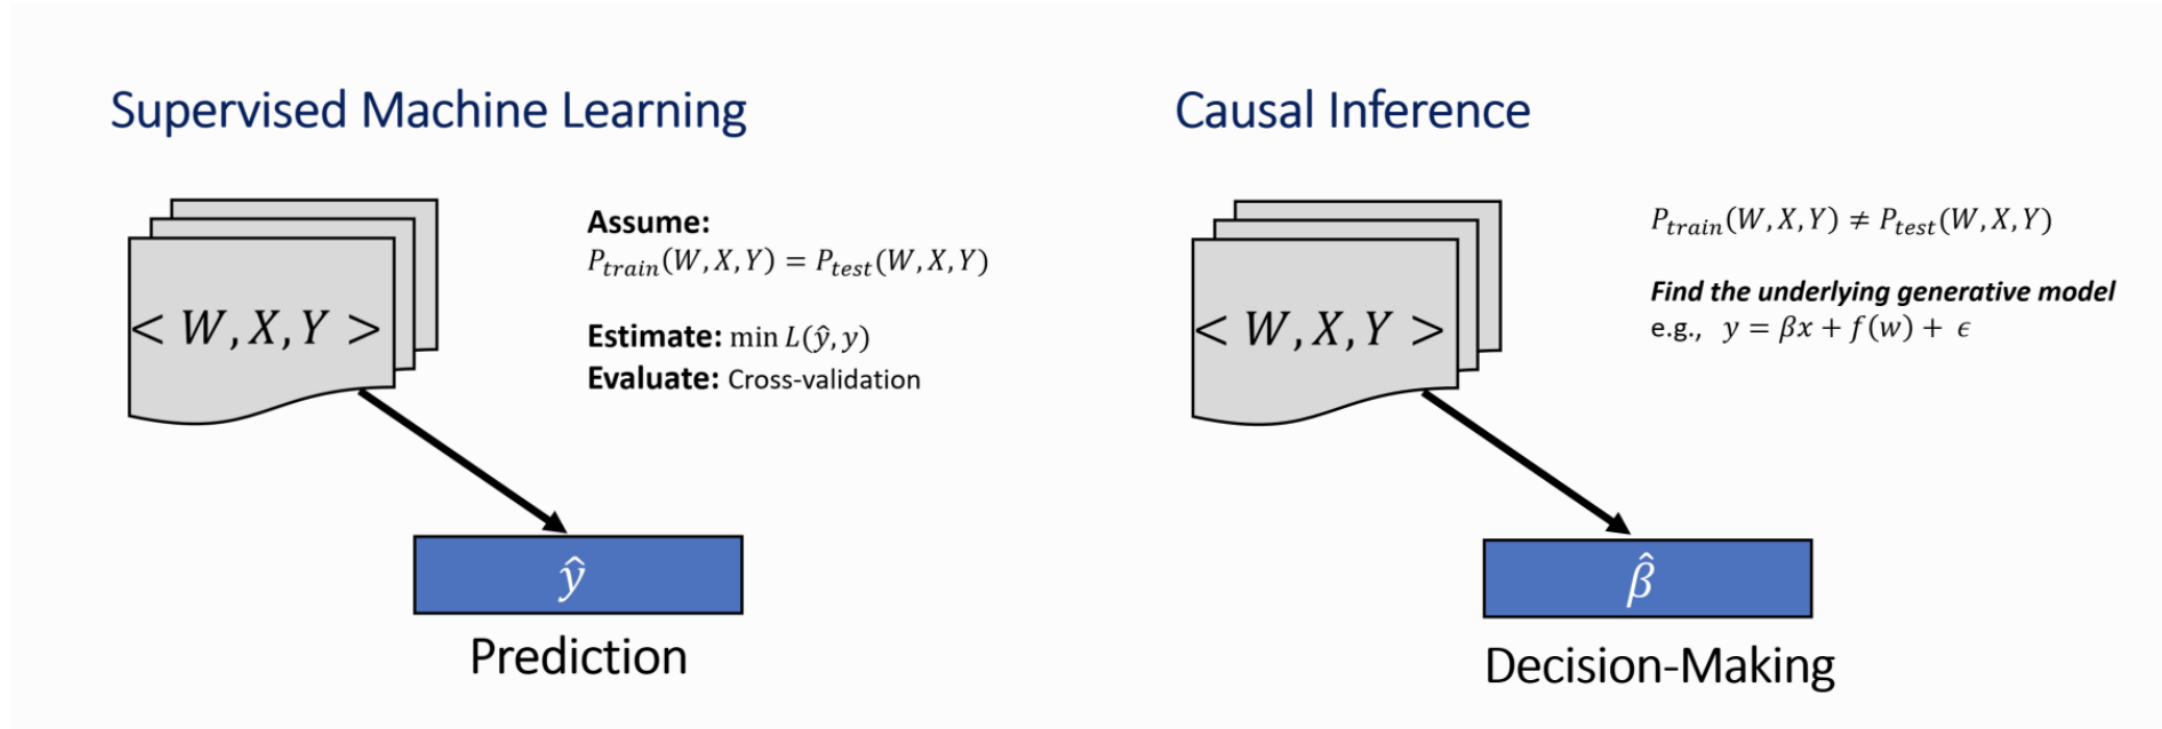 Supervised Machine Learning
< W, X, Y >
Assume:
P_train(W, X, Y) = P_test(W, X, Y)
Estimate: min L(ŷ, y)
Evaluate: Cross-validation
ŷ
Prediction
Causal Inference
< W, X, Y >
P_train(W, X, Y) ≠ P_test(W, X, Y)
Find the underlying generative model
e.g., y = βx + f(w) + ϵ
β̂
Decision-Making